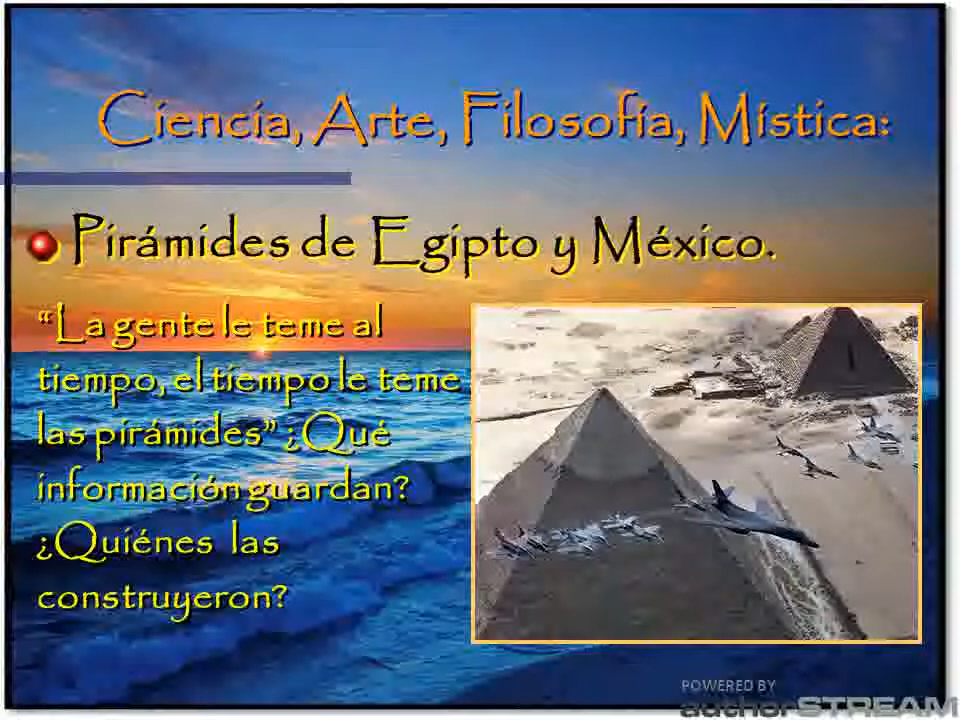 Ciencia, Arte, Filosofía, Mística:
Pirámides de Egipto y México.
“La gente le teme al
tiempo, el tiempo le teme
las pirámides” ¿Qué
información guardan?
¿Quiénes las
construyeron?
POWERED BY
authorSTREAM